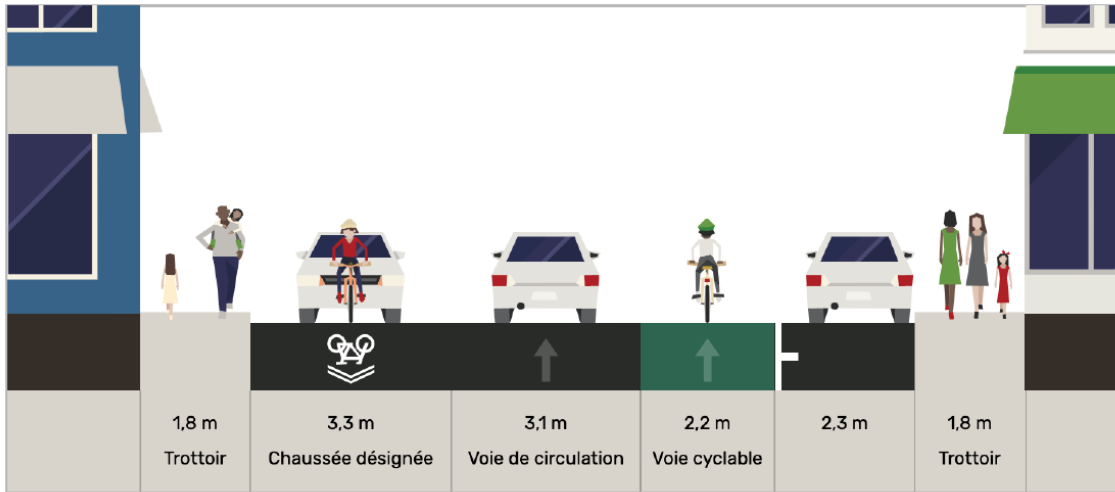 1,8 m
Trottoir
3,3 m
Chaussée désignée
3,1 m
Voie de circulation
2,2 m
Voie cyclable
2,3 m
1,8 m
Trottoir